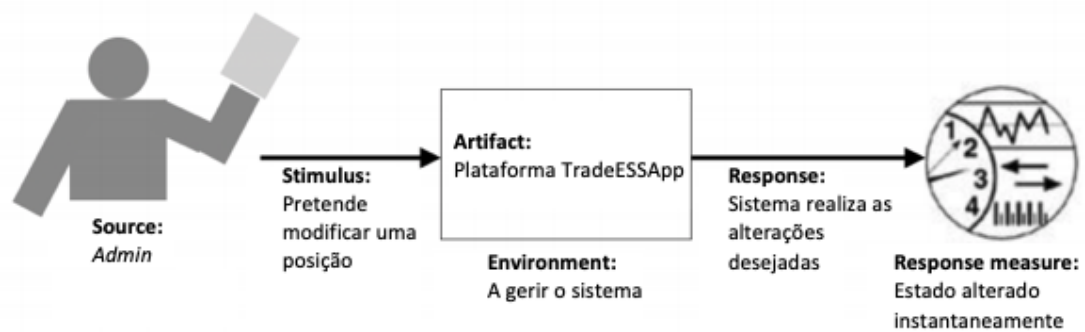 Source:
Admin
Stimulus:
Pretende
modificar uma
posição
Artifact:
Plataforma TradeESSApp
Environment:
A gerir o sistema
Response:
Sistema realiza as
alterações
desejadas
1
2
3
4
Response measure:
Estado alterado
instantaneamente